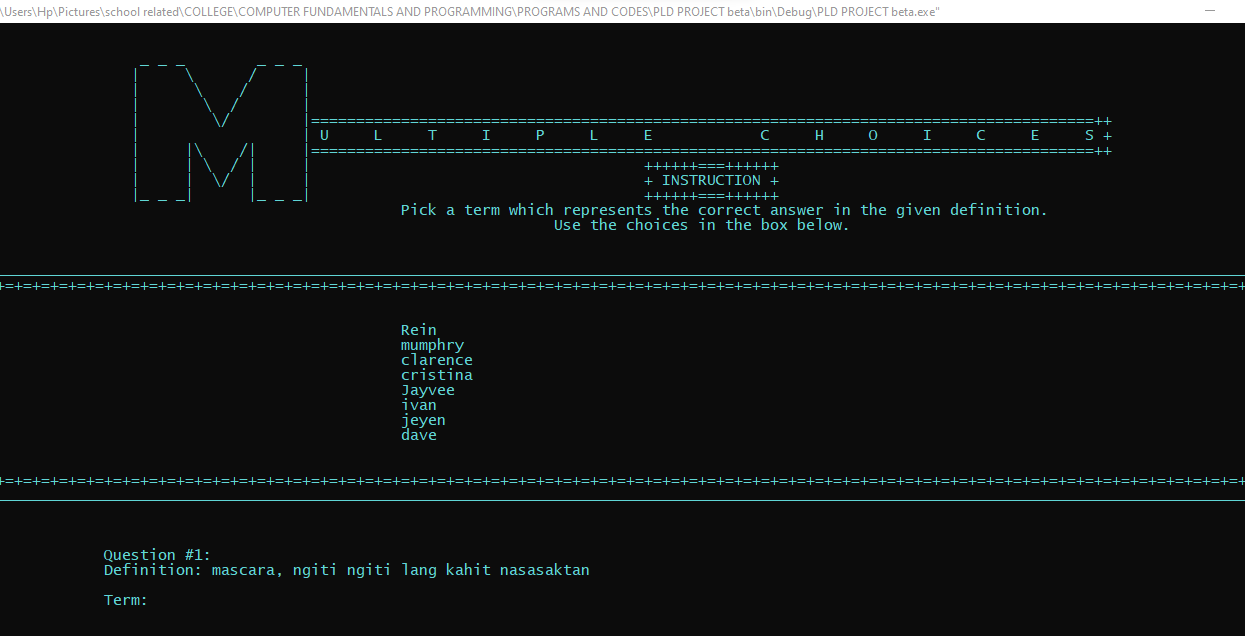 \Users\Hp\Pictures\school related\COLLEGE\COMPUTER FUNDAMENTALS AND PROGRAMMING\PROGRAMS AND CODES\PLD PROJECT beta\bin\Debug\PLD PROJECT beta.exe"
M U L T I P L E C H O I C E S
INSTRUCTION
Pick a term which represents the correct answer in the given definition.
Use the choices in the box below.
Rein
mumphry
clarence
cristina
Jayvee
ivan
jeyen
dave
Question #1:
Definition: mascara, ngiti ngiti lang kahit nasasaktan
Term: